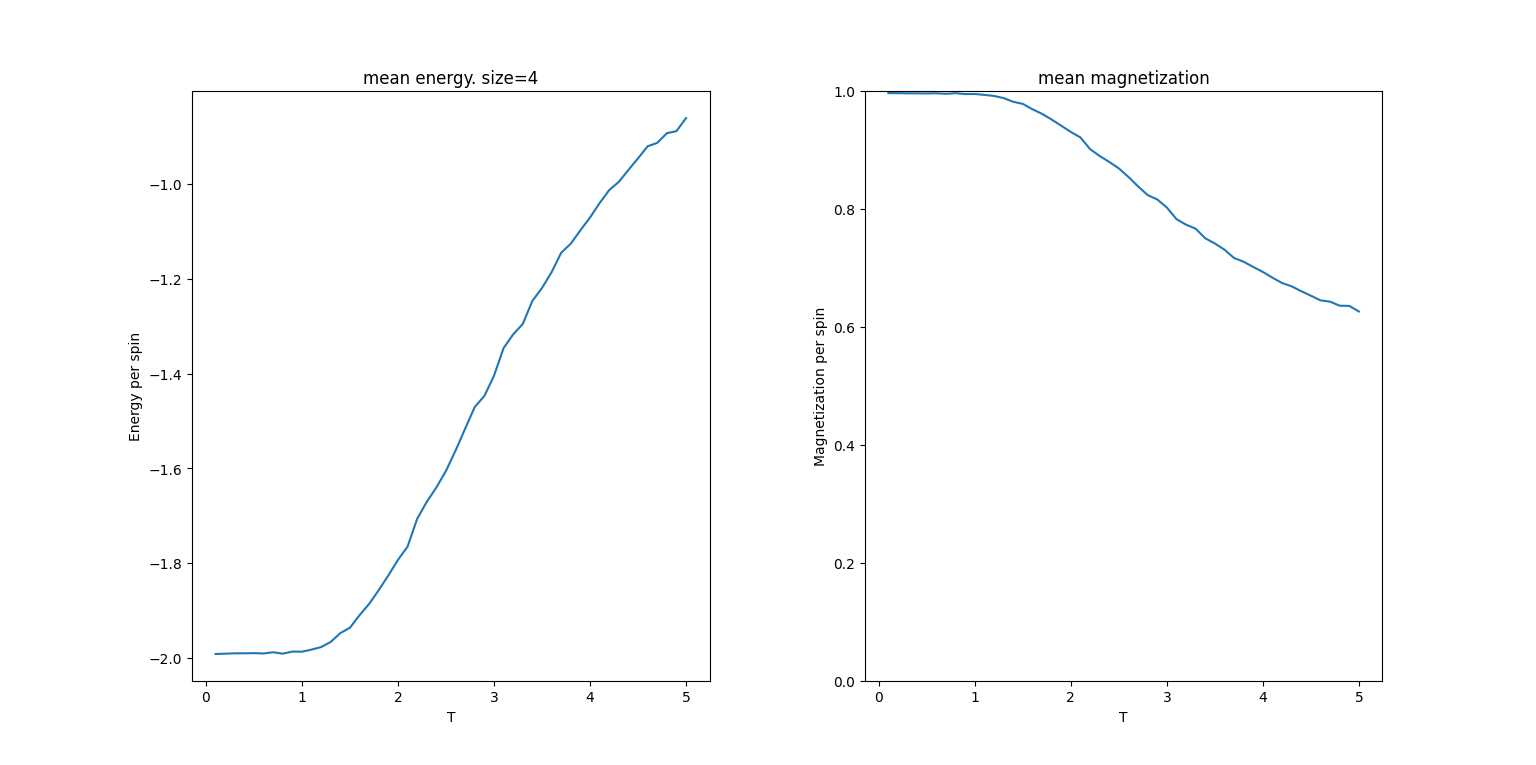 mean energy. size=4
Energy per spin
−1.0
−1.2
−1.4
−1.6
−1.8
−2.0
0 1 2 3 4 5
T
mean magnetization
Magnetization per spin
1.0
0.8
0.6
0.4
0.2
0.0
0 1 2 3 4 5
T